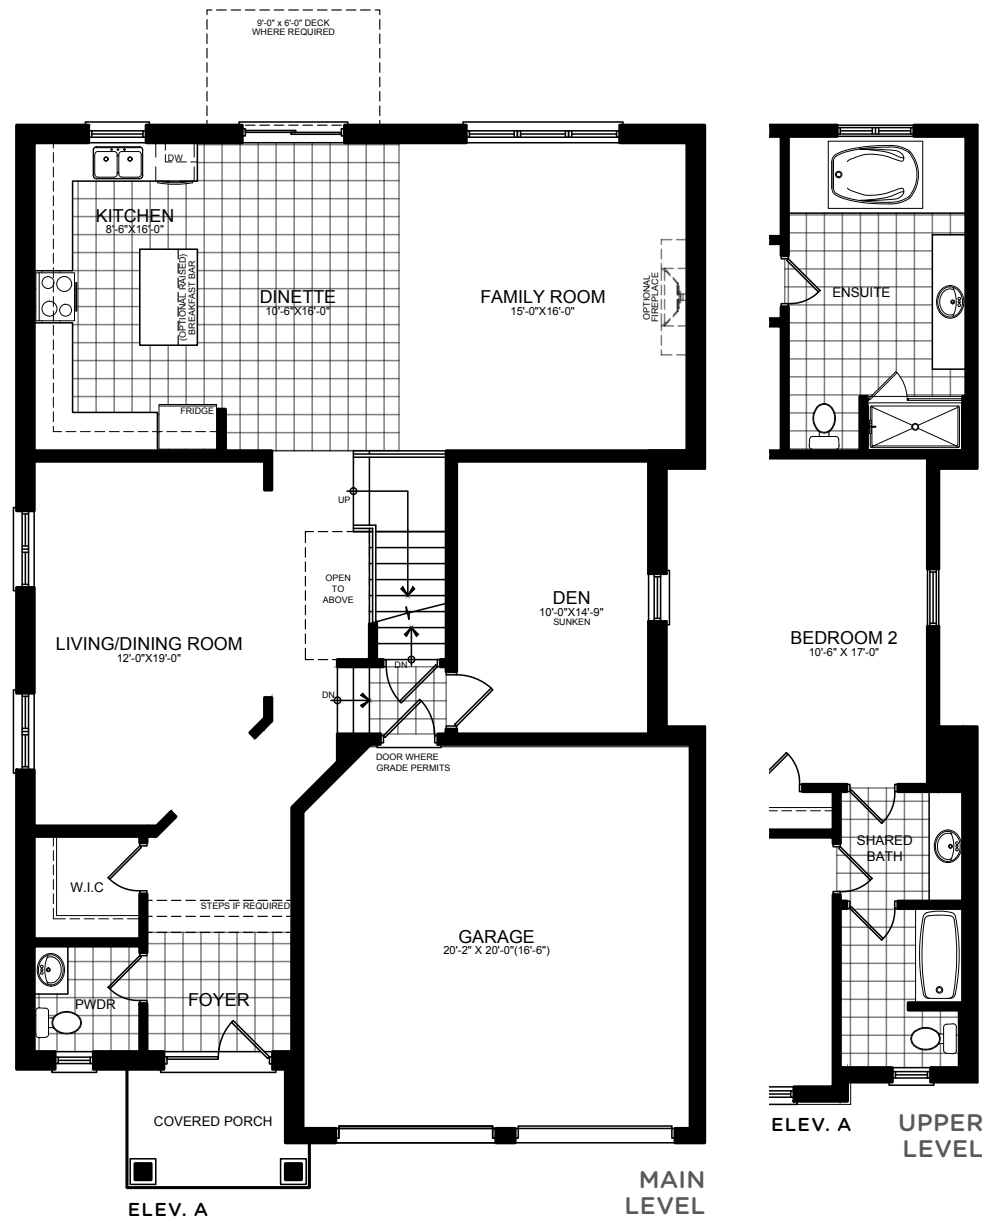 9'-0" x 6'-0" DECK
WHERE REQUIRED
DW
KITCHEN
8'-6"X16'-0"
(OPTIONAL RAISED)
BREAKFAST BAR
DINETTE
10'-6"X16'-0"
FAMILY ROOM
15'-0"X16'-0"
OPTIONAL
FIREPLACE
FRIDGE
UP
OPEN
TO
ABOVE
DEN
10'-0"X14'-9"
SUNKEN
LIVING/DINING ROOM
12'-0"X19'-0"
DN
DN
DOOR WHERE
GRADE PERMITS
W.I.C
STEPS IF REQUIRED
GARAGE
20'-2" X 20'-0"(16'-6")
PWDR
FOYER
COVERED PORCH
ELEV. A
MAIN
LEVEL
ENSUITE
BEDROOM 2
10'-6" X 17'-0"
SHARED
BATH
ELEV. A
UPPER
LEVEL